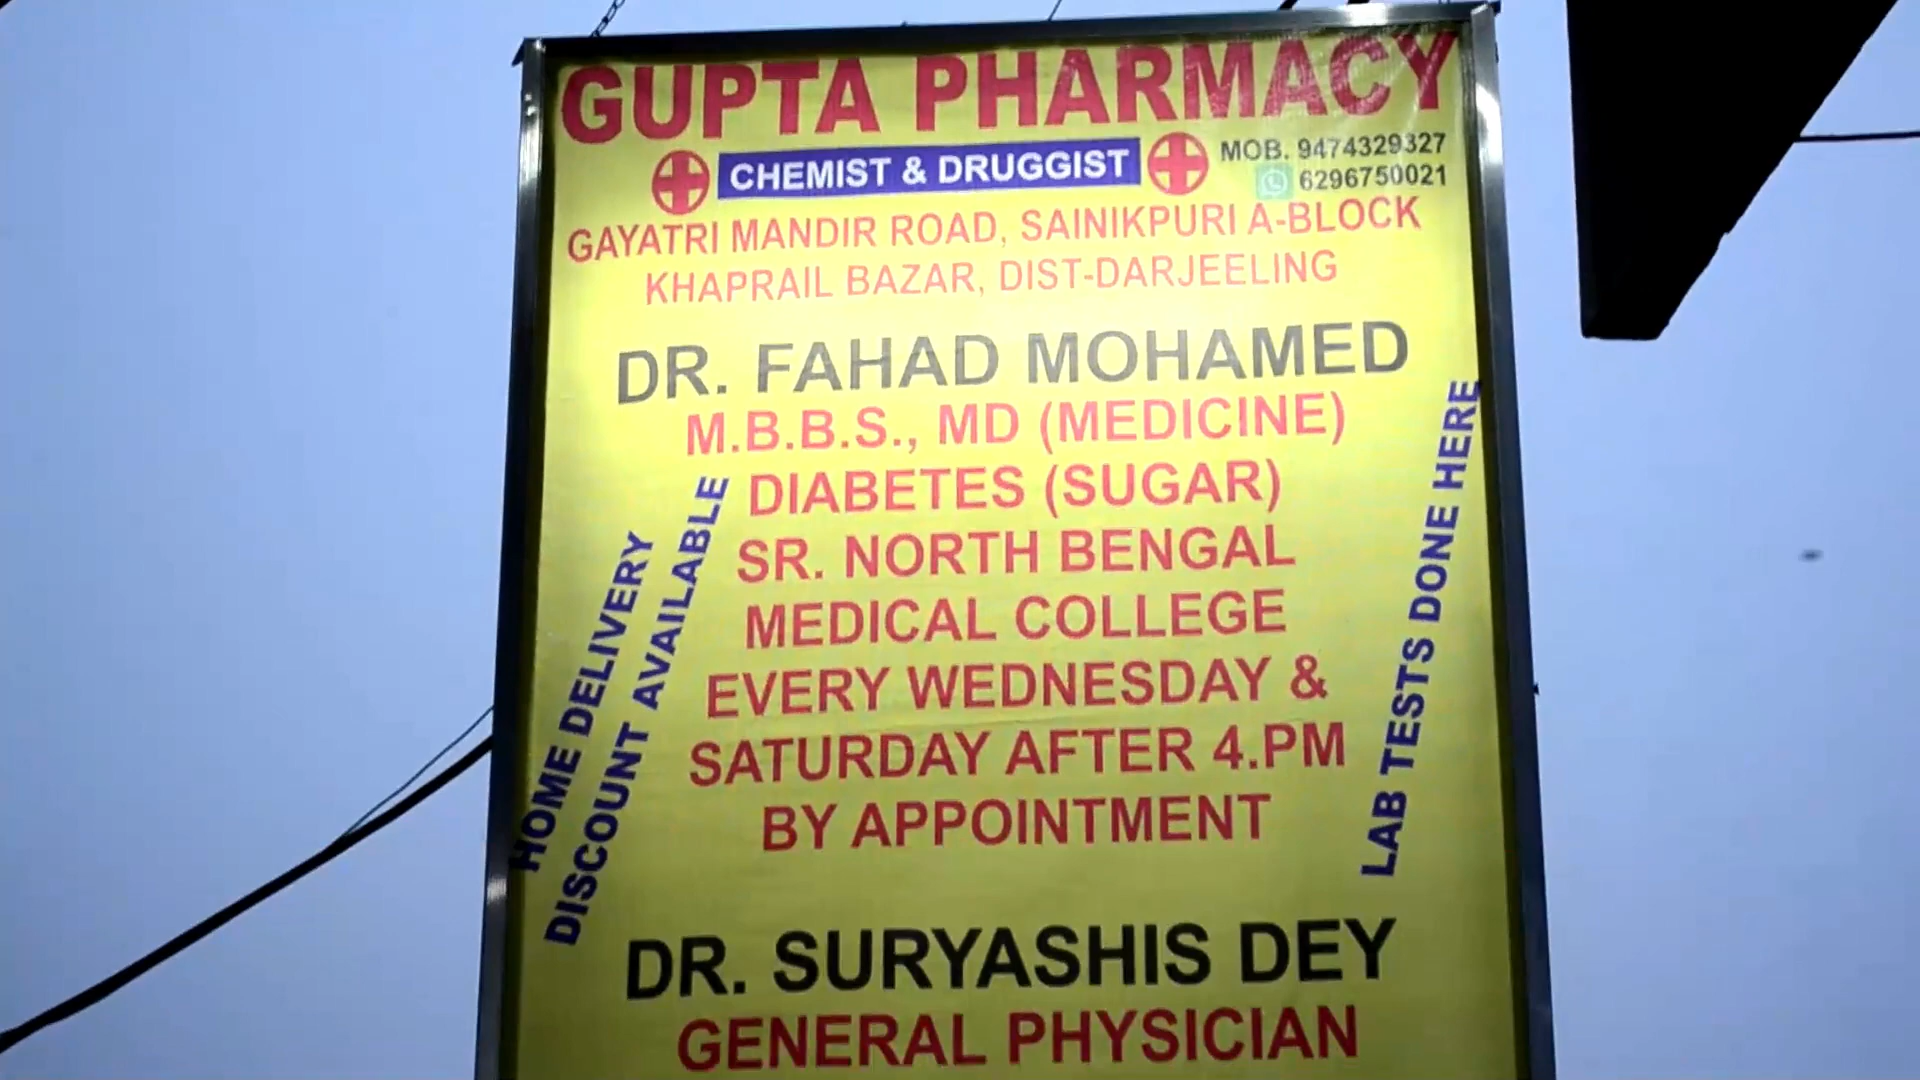 GUPTA PHARMACY
CHEMIST & DRUGGIST
MOB. 9474329327
6296750021
GAYATRI MANDIR ROAD, SAINIKPURI A-BLOCK
KHAPRAIL BAZAR, DIST-DARJEELING
DR. FAHAD MOHAMED
M.B.B.S., MD (MEDICINE)
DIABETES (SUGAR)
SR. NORTH BENGAL
MEDICAL COLLEGE
EVERY WEDNESDAY &
SATURDAY AFTER 4.PM
BY APPOINTMENT
HOME DELIVERY
DISCOUNT AVAILABLE
LAB TESTS DONE HERE
DR. SURYASHIS DEY
GENERAL PHYSICIAN